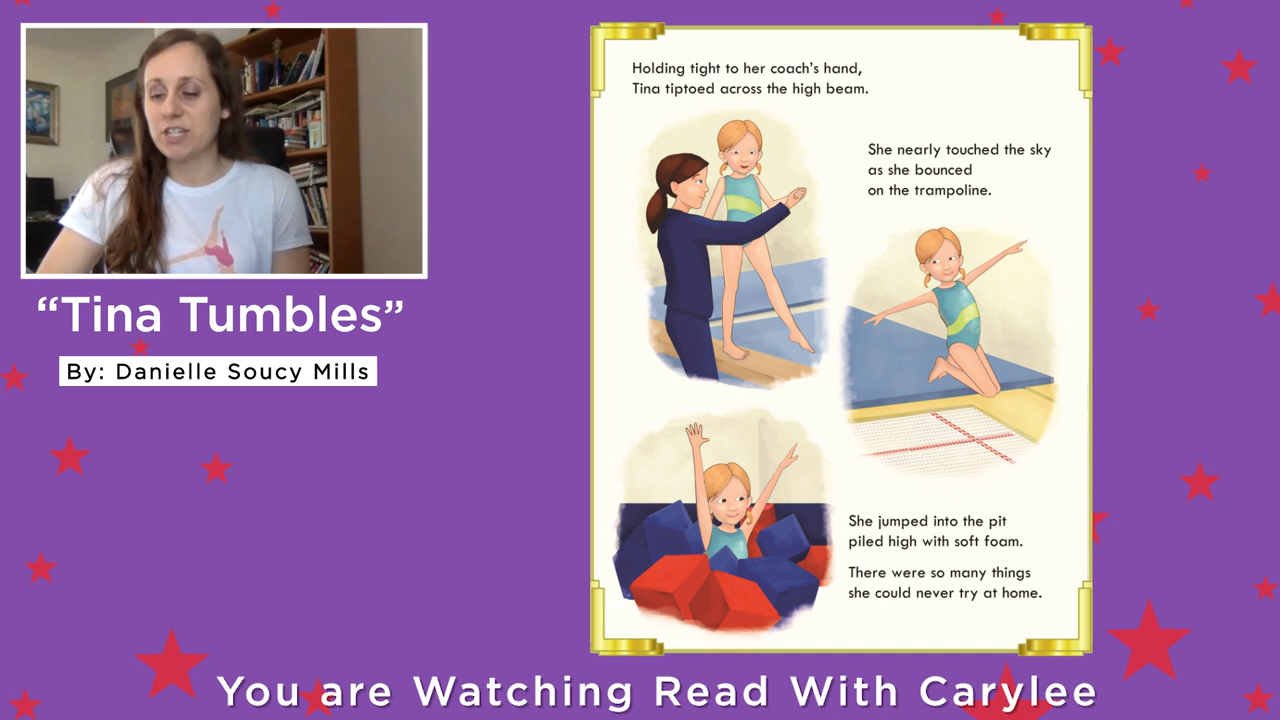 “Tina Tumbles”
By: Danielle Soucy Mills
Holding tight to her coach's hand,
Tina tiptoed across the high beam.
She nearly touched the sky
as she bounced
on the trampoline.
She jumped into the pit
piled high with soft foam.
There were so many things
she could never try at home.
You are Watching Read With Carylee